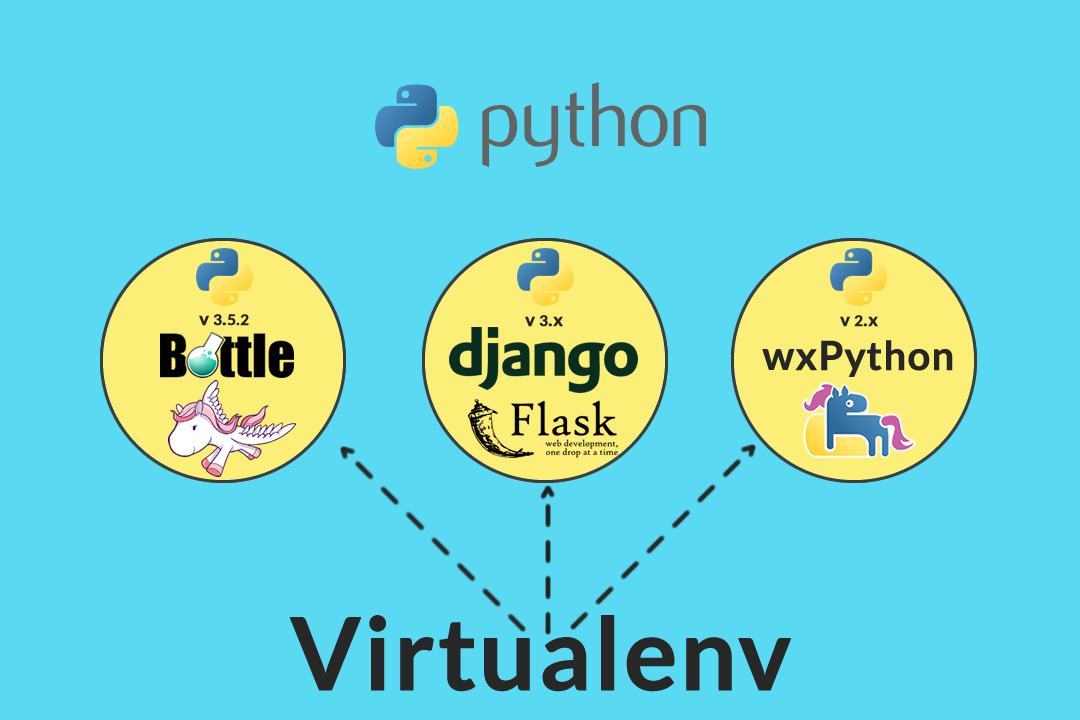 python
v 3.5.2
Bottle
v 3.x
django
Flask
web development,
one drop at a time
v 2.x
wxPython
Virtualenv